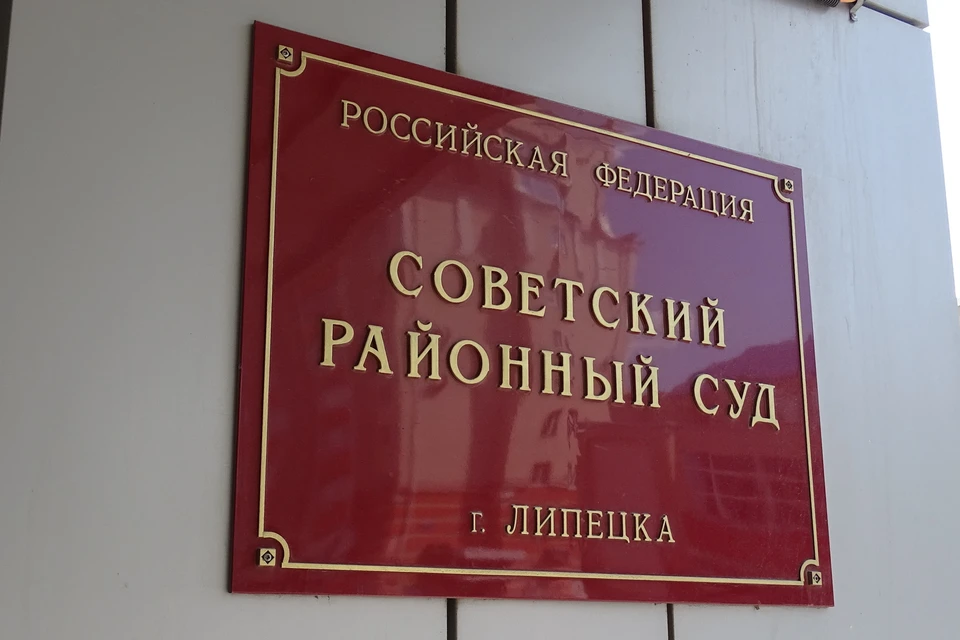 РОССИЙСКАЯ ФЕДЕРАЦИЯ
СОВЕТСКИЙ
РАЙОННЫЙ СУД
г. ЛИПЕЦКА